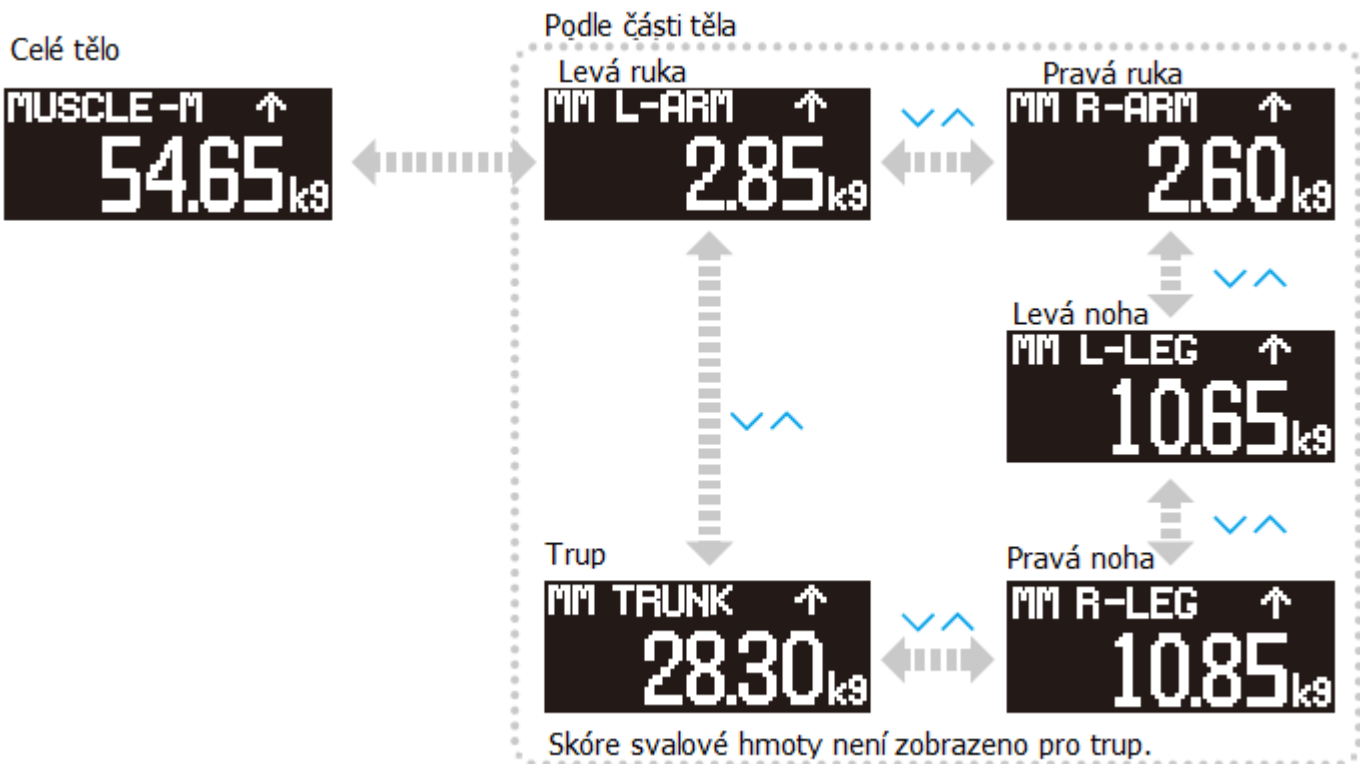 Celé tělo
MUSCLE-M ↑
54.65kg
Podle části těla
Levá ruka
MM L-ARM ↑
2.85kg
Pravá ruka
MM R-ARM ↑
2.60kg
Levá noha
MM L-LEG ↑
10.65kg
Trup
MM TRUNK ↑
28.30kg
Pravá noha
MM R-LEG ↑
10.85kg
Skóre svalové hmoty není zobrazeno pro trup.